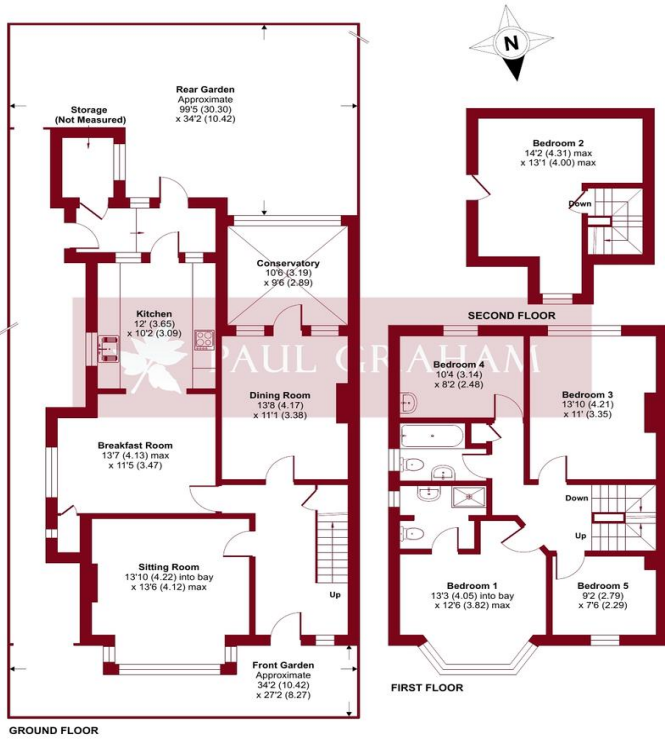 N
Rear Garden
Approximate
99'5 (30.30)
x 34'2 (10.42)
Storage
(Not Measured)
Bedroom 2
14'2 (4.31) max
x 13'1 (4.00) max
Down
Conservatory
10'6 (3.19)
x 9'6 (2.89)
SECOND FLOOR
Kitchen
12' (3.65)
x 10'2 (3.09)
PAUL GRAHAM
Dining Room
13'8 (4.17)
x 11'1 (3.38)
Bedroom 4
10'4 (3.14)
x 8'2 (2.48)
Bedroom 3
13'10 (4.21)
x 11' (3.35)
Breakfast Room
13'7 (4.13) max
x 11'5 (3.47)
Down
Up
Sitting Room
13'10 (4.22) into bay
x 13'6 (4.12) max
Up
Bedroom 1
13'3 (4.05) into bay
x 12'6 (3.82) max
Bedroom 5
9'2 (2.79)
x 7'6 (2.29)
Front Garden
Approximate
34'2 (10.42)
x 27'2 (8.27)
FIRST FLOOR
GROUND FLOOR